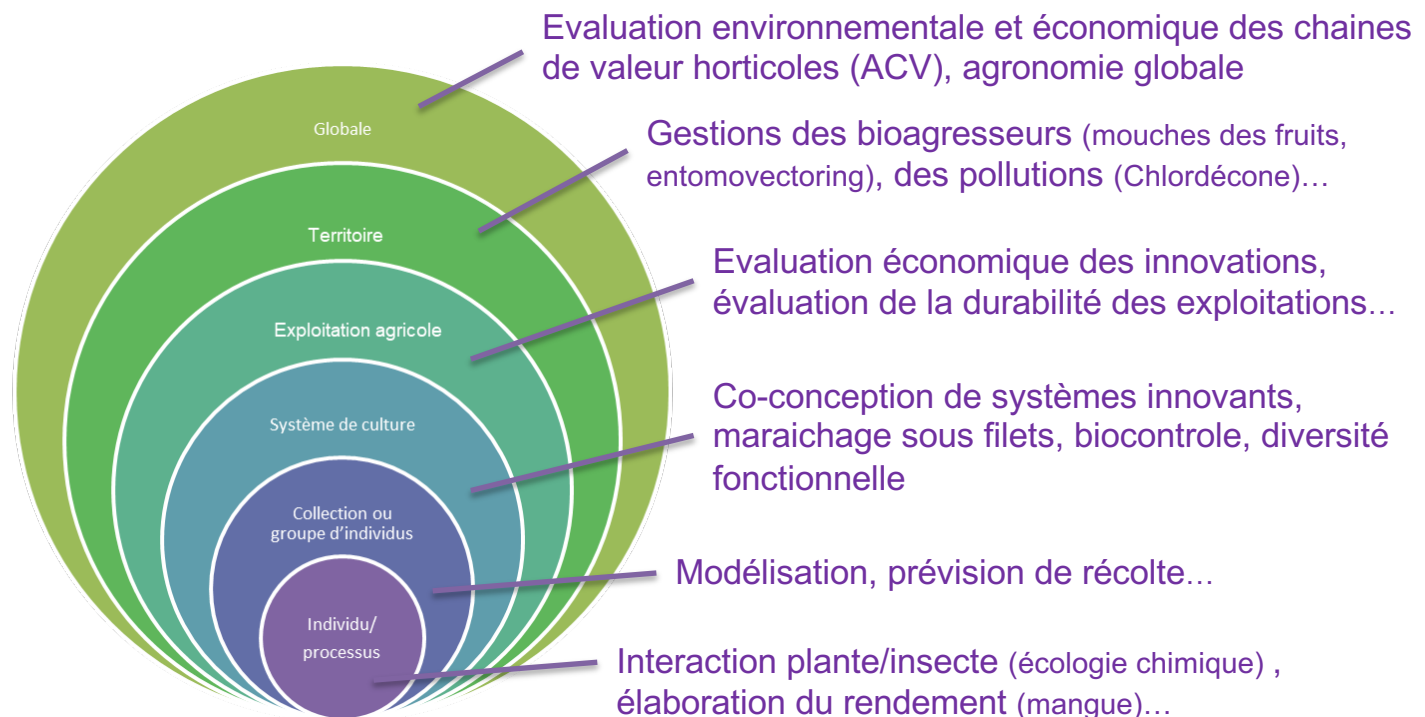 Evaluation environnementale et économique des chaines
de valeur horticoles (ACV), agronomie globale
Globale
Gestions des bioagresseurs (mouches des fruits,
entomovectoring), des pollutions (Chlordécone)...
Territoire
Evaluation économique des innovations,
évaluation de la durabilité des exploitations...
Exploitation agricole
Co-conception de systèmes innovants,
maraichage sous filets, biocontrole, diversité
fonctionnelle
Système de culture
Collection ou
groupe d'individus
Modélisation, prévision de récolte...
Individu/
processus
Interaction plante/insecte (écologie chimique) ,
élaboration du rendement (mangue)...